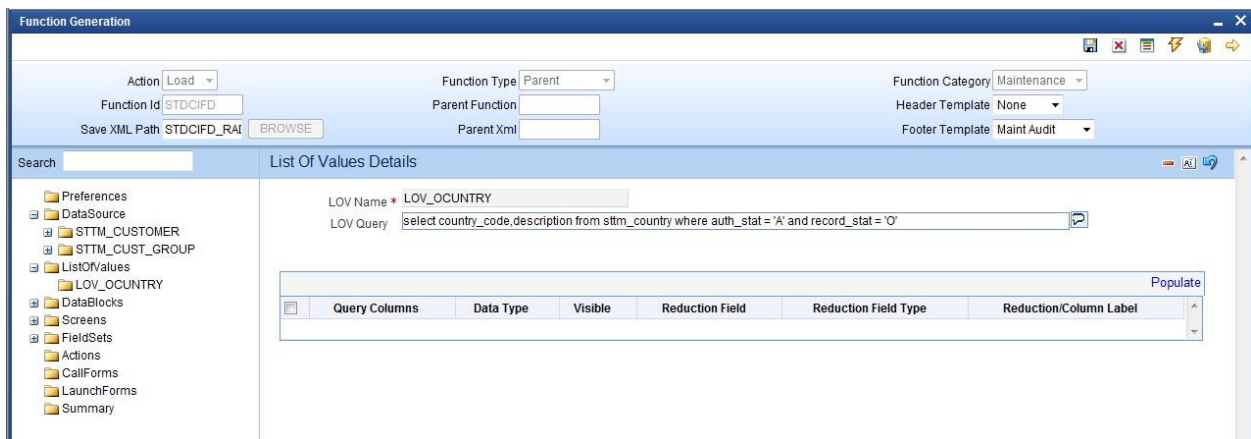 Function Generation
Action Load Function Type Parent Function Category Maintenance
Function Id STDCIFD Parent Function Header Template None
Save XML Path STDCIFD_RAD BROWSE Parent Xml Footer Template Maint Audit
Search List Of Values Details
Preferences LOV Name * LOV_OCUNTRY
DataSource LOV Query select country_code,description from sttm_country where auth_stat = 'A' and record_stat = 'O'
STTM_CUSTOMER
STTM_CUST_GROUP
ListOfValues
LOV_OCUNTRY
Populate
DataBlocks Query Columns Data Type Visible Reduction Field Reduction Field Type Reduction/Column Label
Screens
FieldSets
Actions
CallForms
LaunchForms
Summary